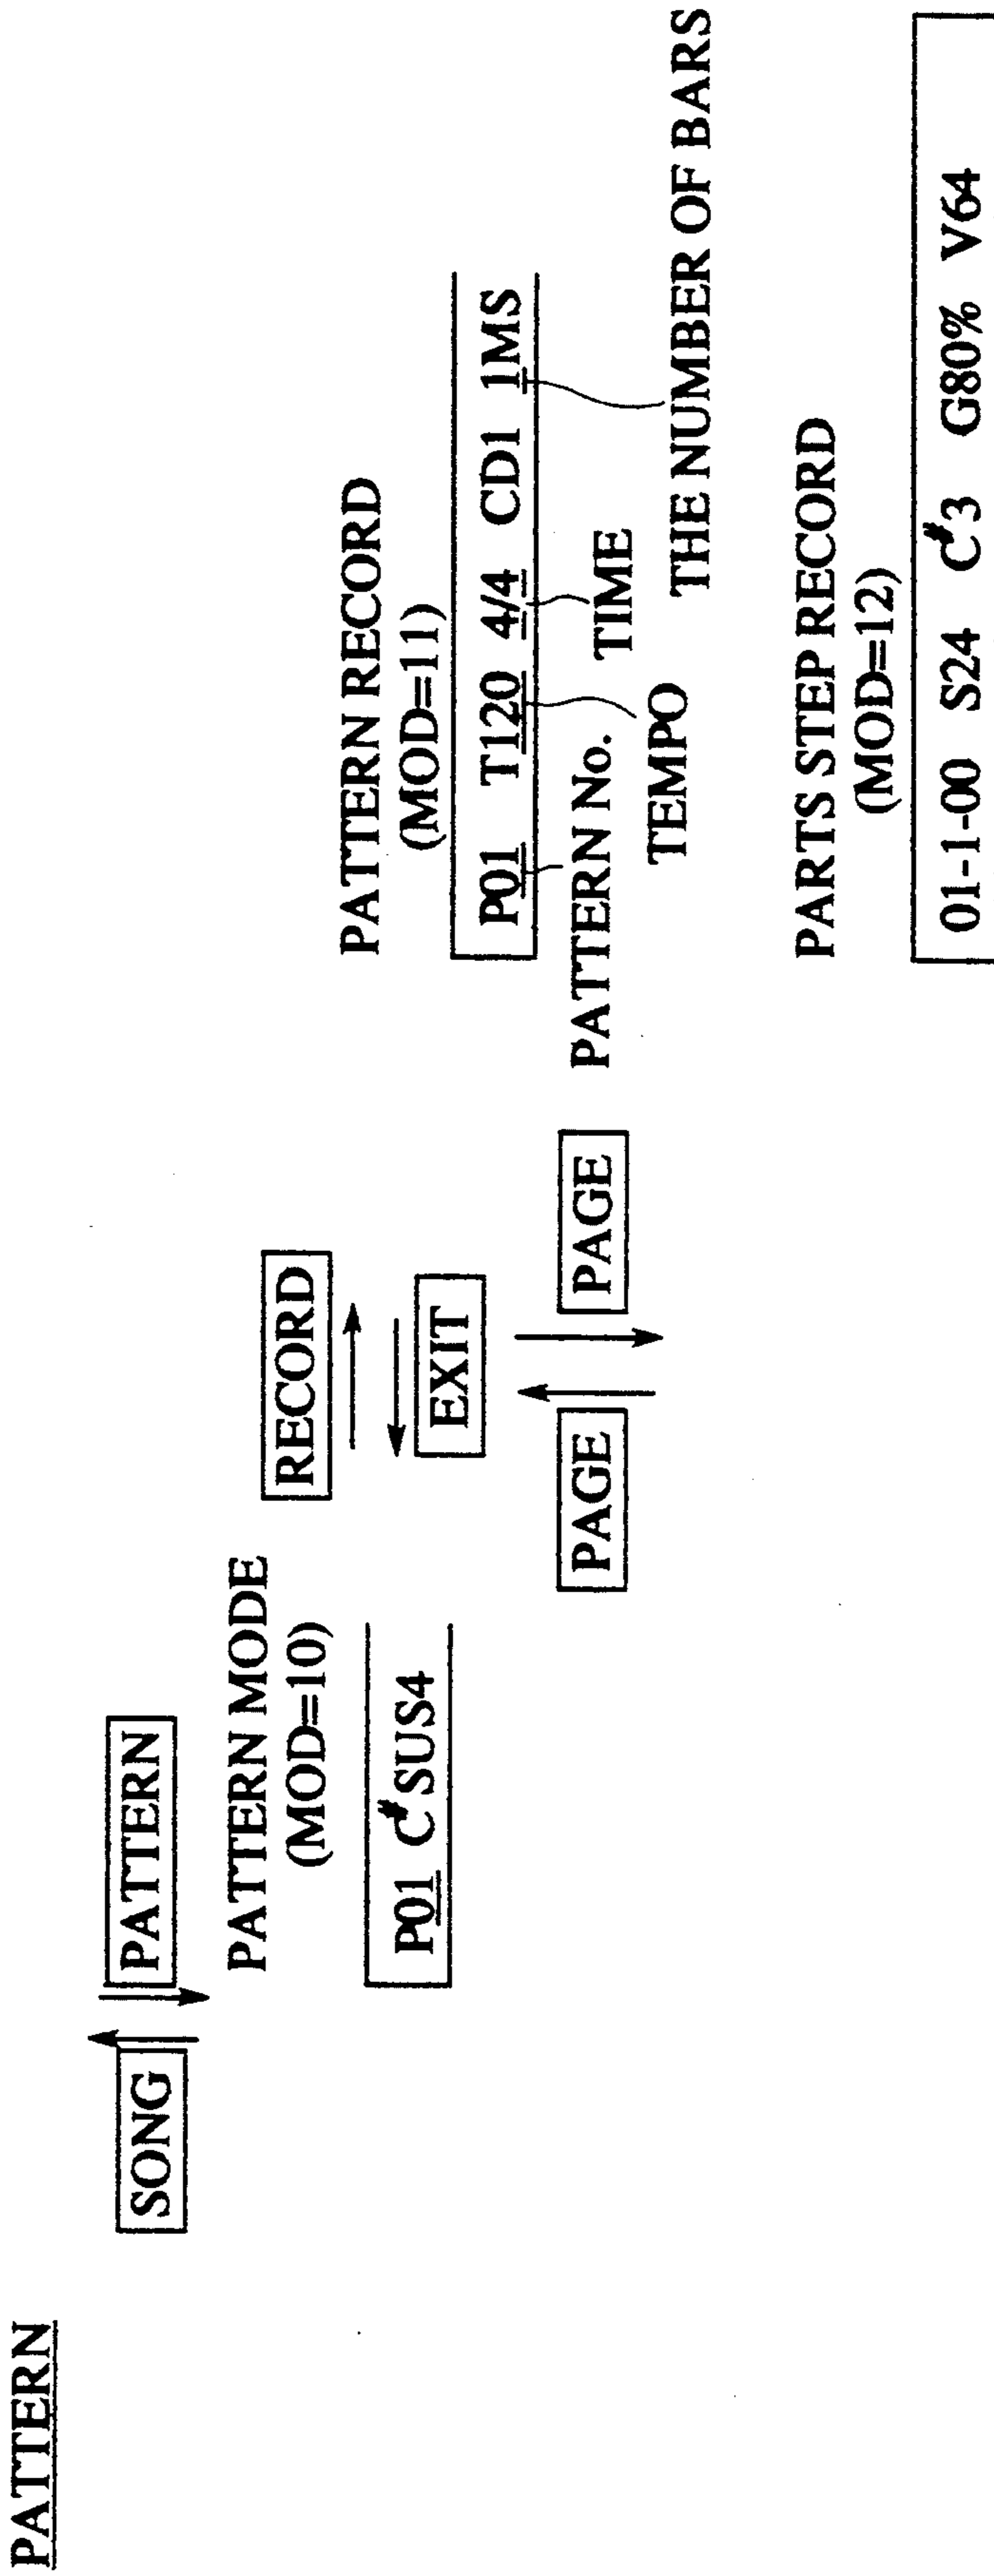 PATTERN
SONG PATTERN
PATTERN MODE
(MOD=10)
P01 C#SUS4
RECORD
EXIT
PAGE PAGE
PATTERN RECORD
(MOD=11)
P01 T120 4/4 CD1 1MS
PATTERN No.
TIME
TEMPO
THE NUMBER OF BARS
PARTS STEP RECORD
(MOD=12)
01-1-00 S24 C#3 G80% V64